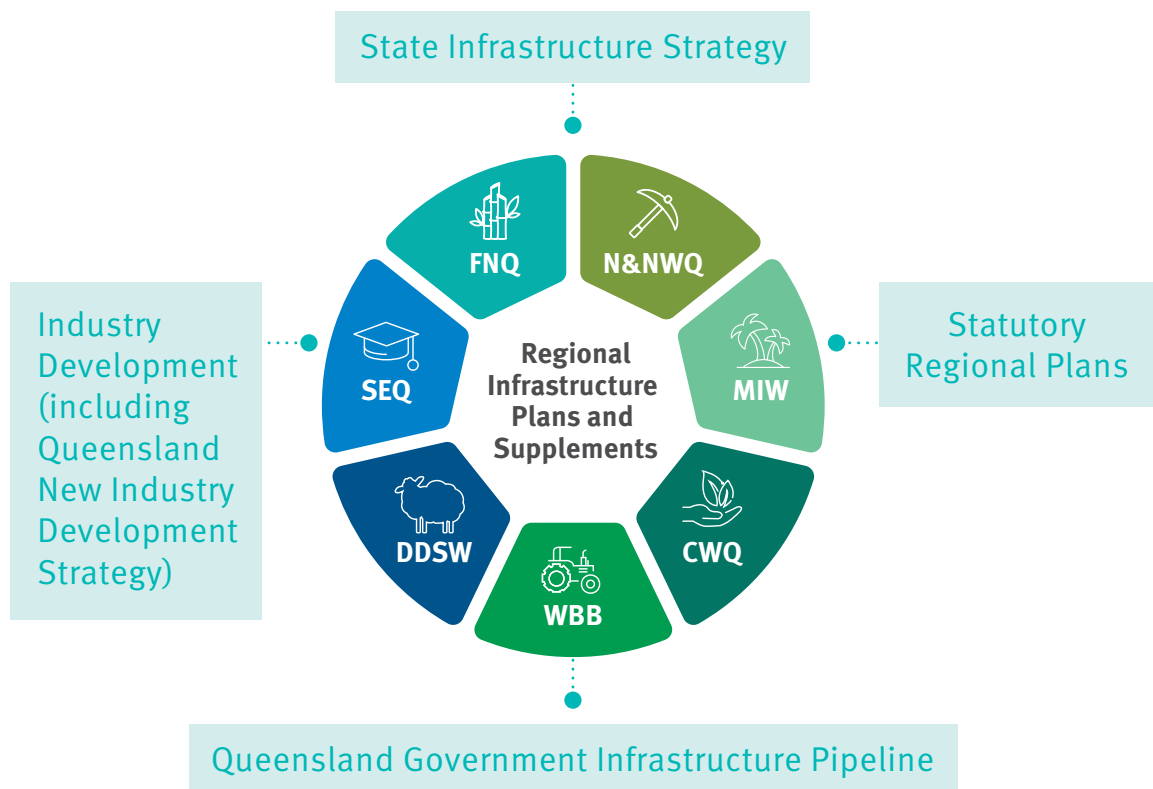 State Infrastructure Strategy
FNQ
N&NWQ
Industry
Development
(including
Queensland
New Industry
Development
Strategy)
SEQ
Regional
Infrastructure
Plans and
Supplements
MIW
Statutory
Regional Plans
DDSW
CWQ
WBB
Queensland Government Infrastructure Pipeline